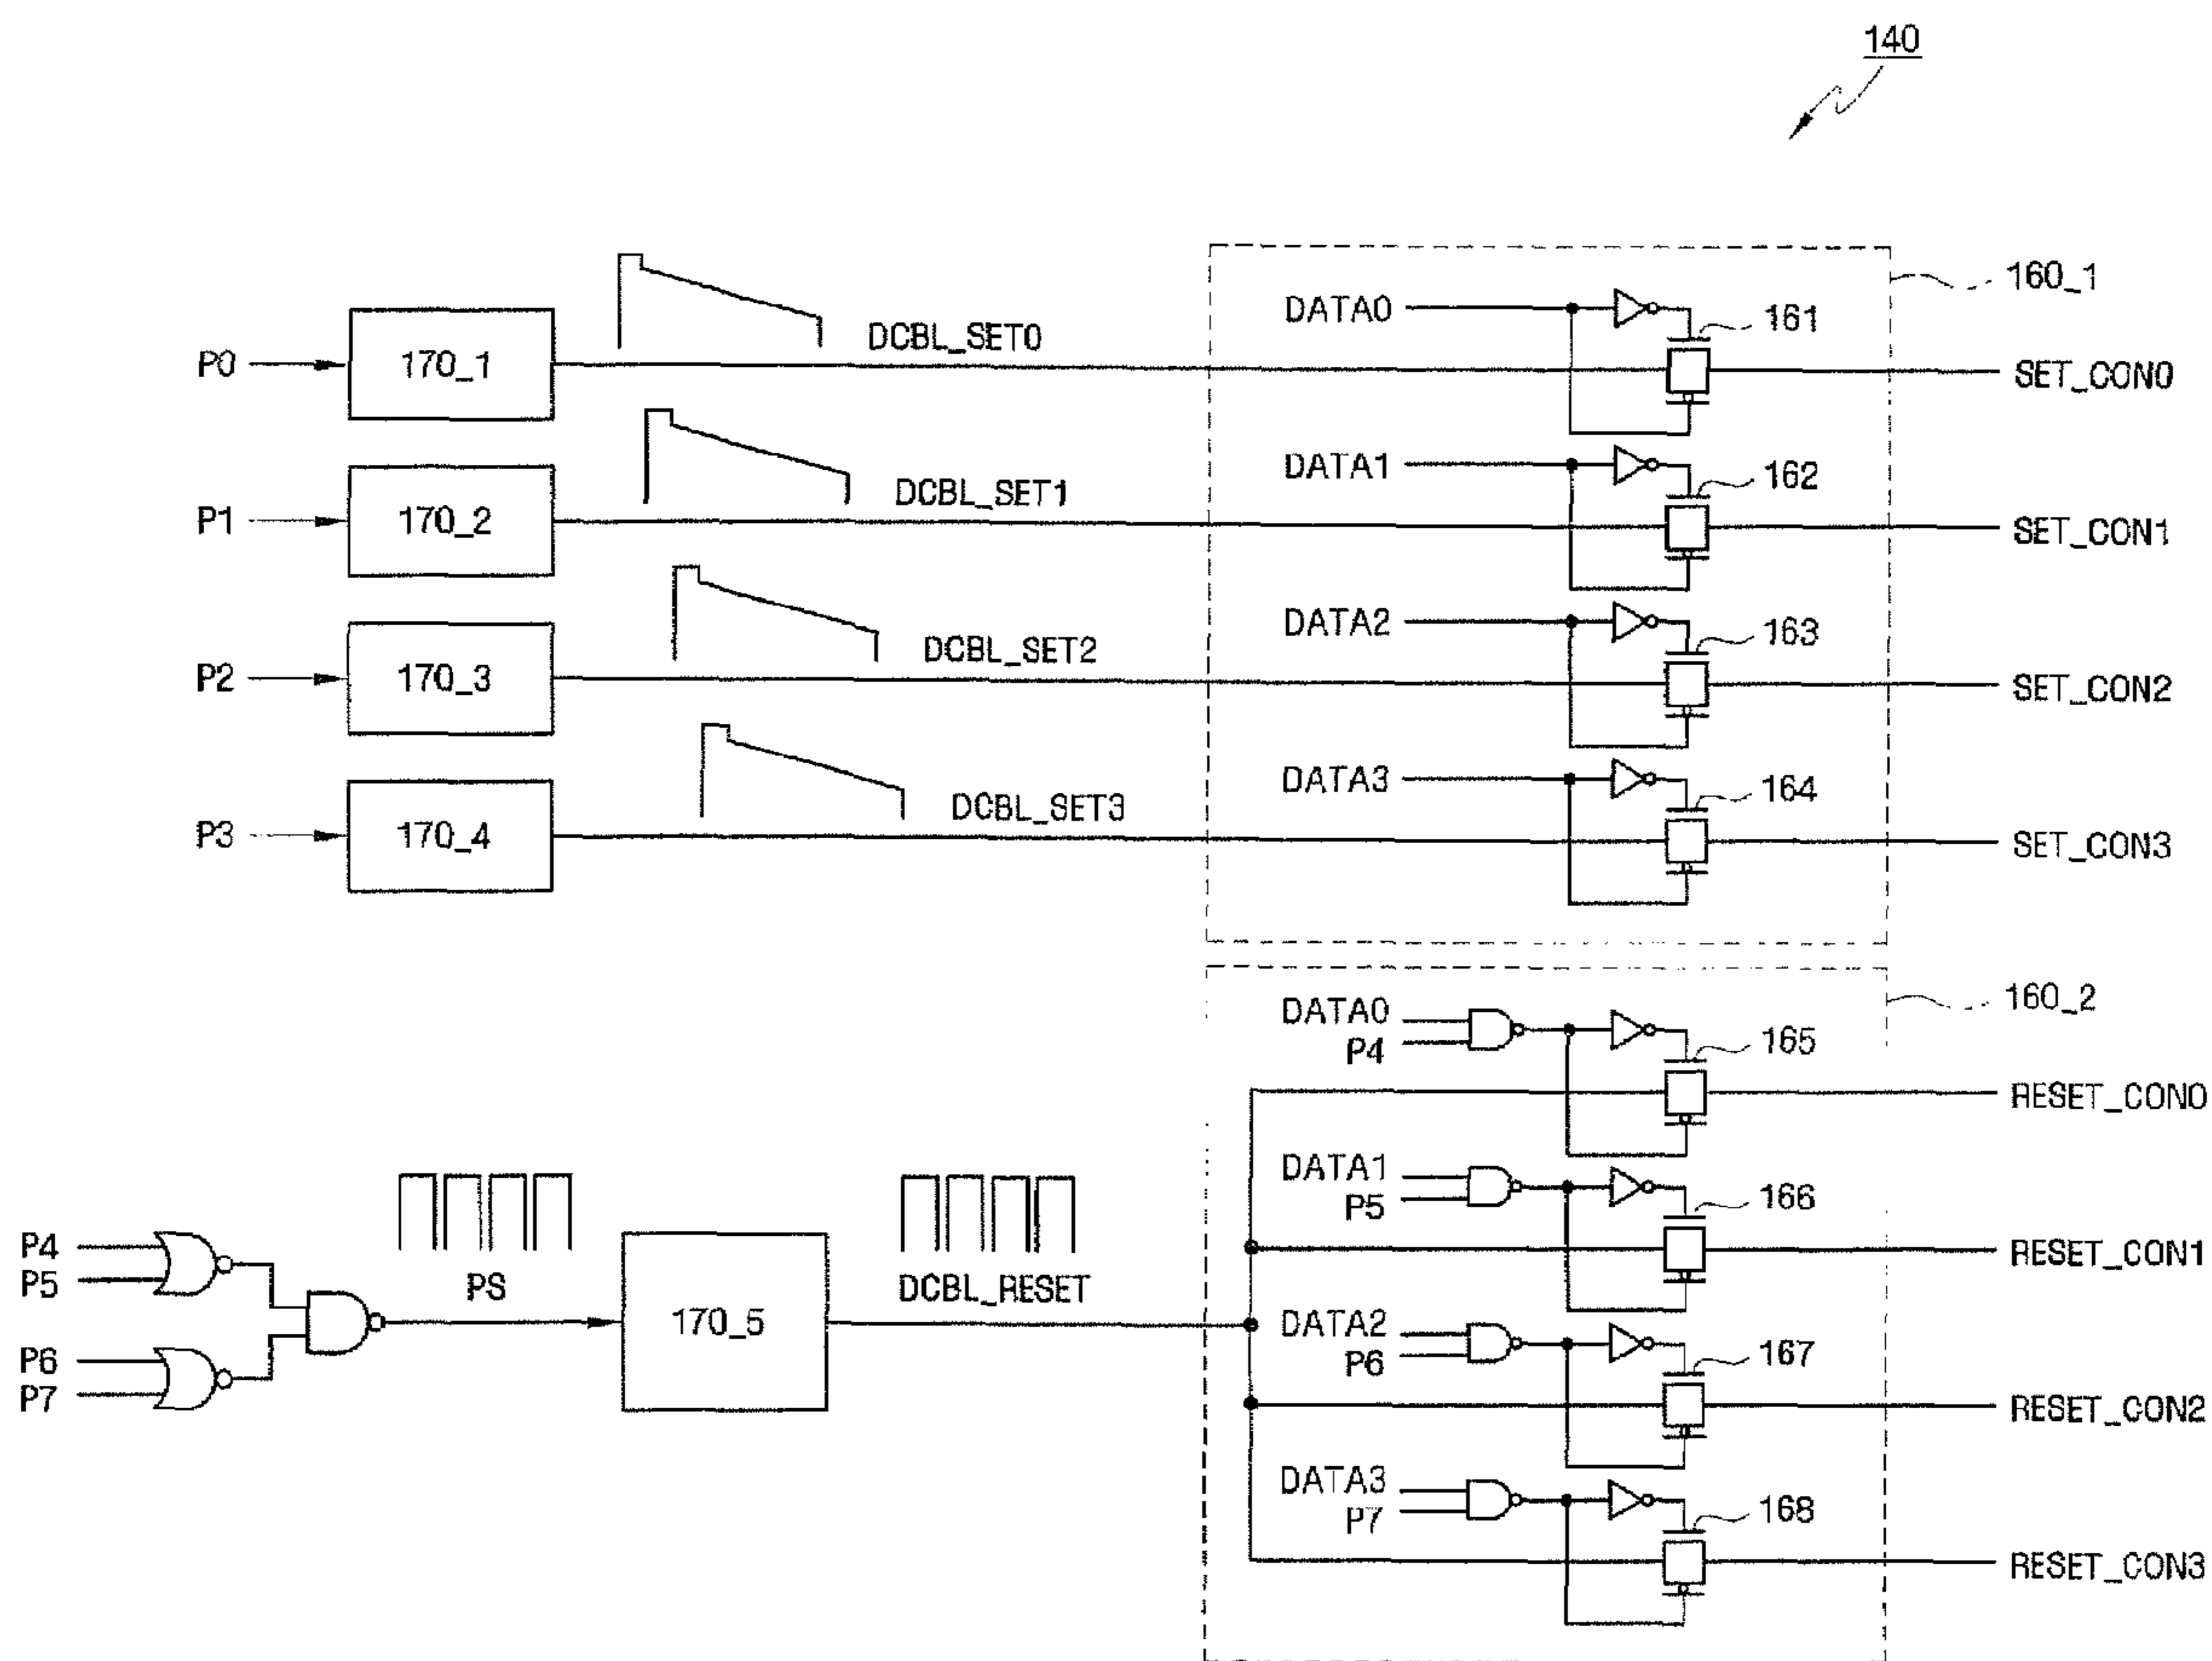 140
160_1
DATA0
161
P0
170_1
DCBL_SET0
SET_CON0
DATA1
162
P1
170_2
DCBL_SET1
SET_CON1
DATA2
163
P2
170_3
DCBL_SET2
SET_CON2
DATA3
164
P3
170_4
DCBL_SET3
SET_CON3
160_2
DATA0
P4
165
RESET_CON0
DATA1
P5
166
RESET_CON1
P4
P5
P6
P7
PS
170_5
DCBL_RESET
DATA2
P6
167
RESET_CON2
DATA3
P7
168
RESET_CON3